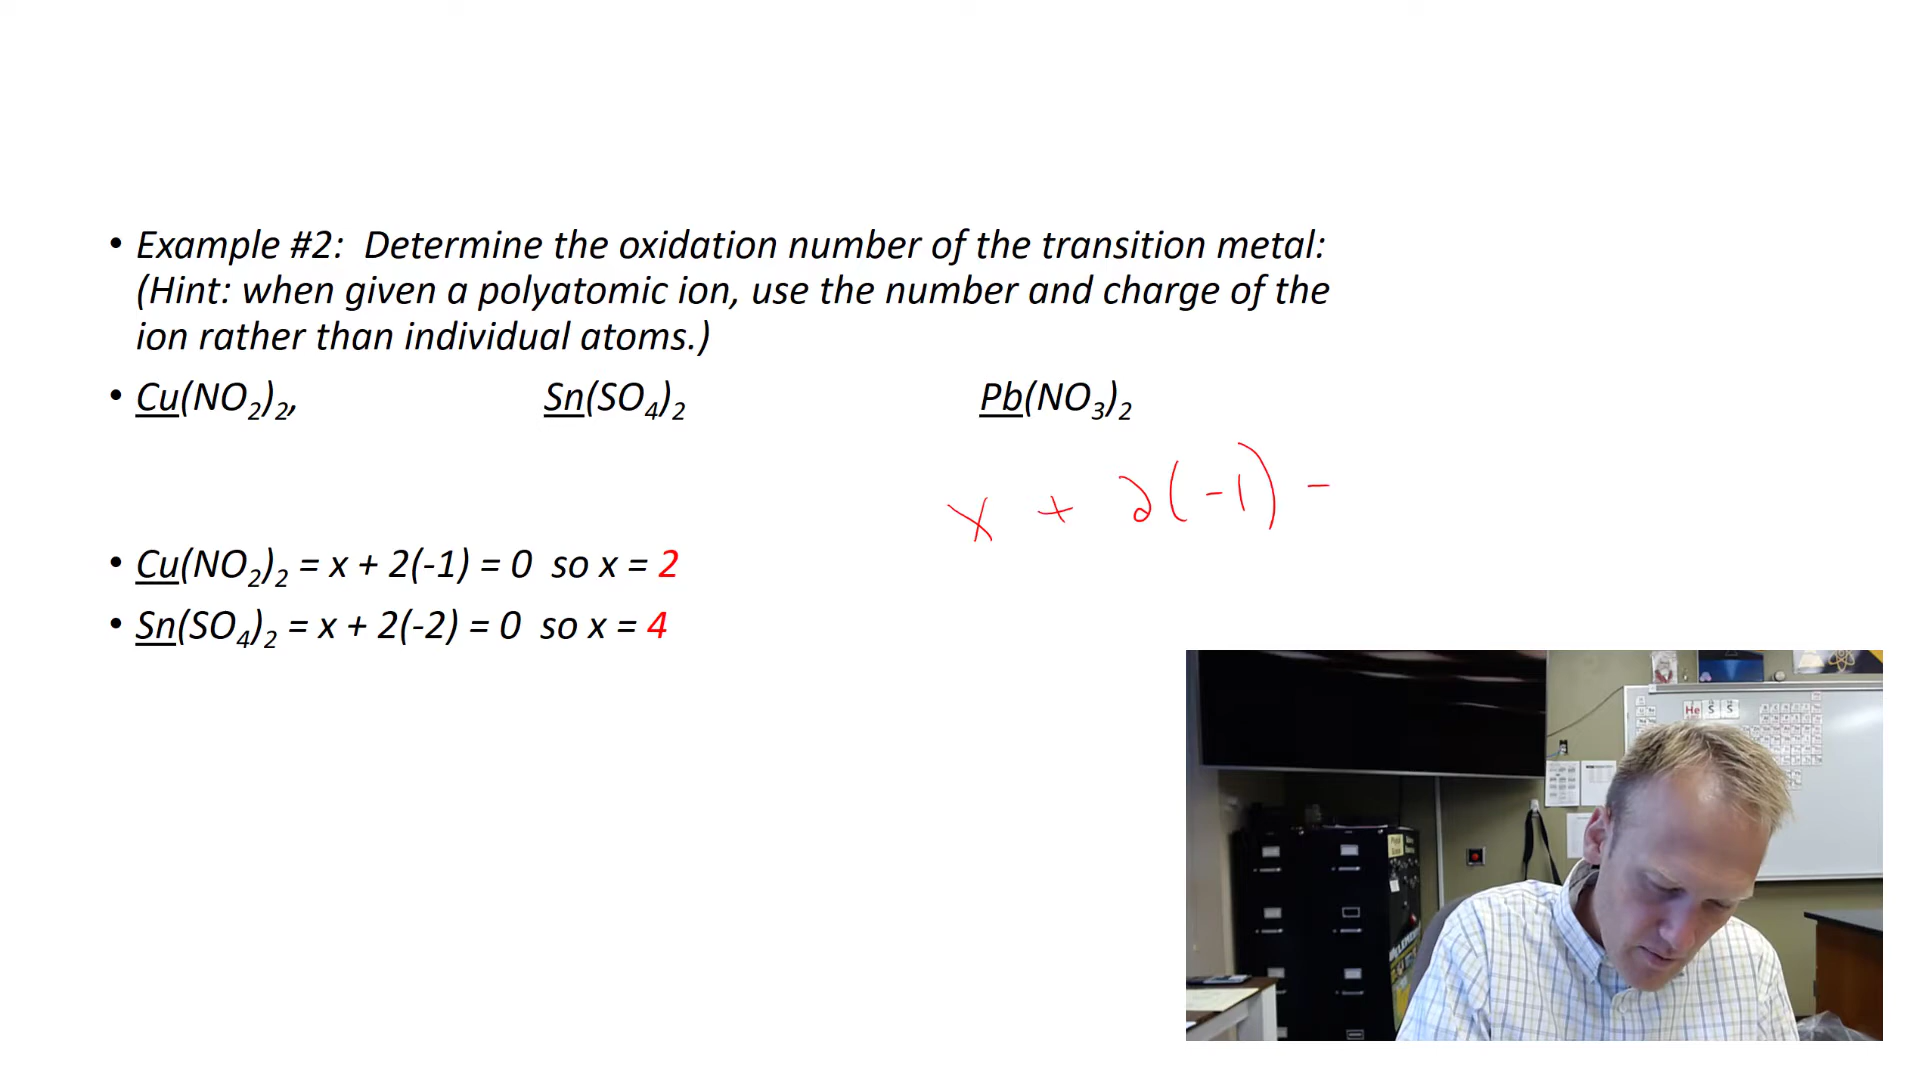 • Example #2: Determine the oxidation number of the transition metal:
(Hint: when given a polyatomic ion, use the number and charge of the
ion rather than individual atoms.)
• Cu(NO₂)₂, Sn(SO₄)₂ Pb(NO₃)₂
x + 2(-1) -
• Cu(NO₂)₂ = x + 2(-1) = 0 so x = 2
• Sn(SO₄)₂ = x + 2(-2) = 0 so x = 4
He S S